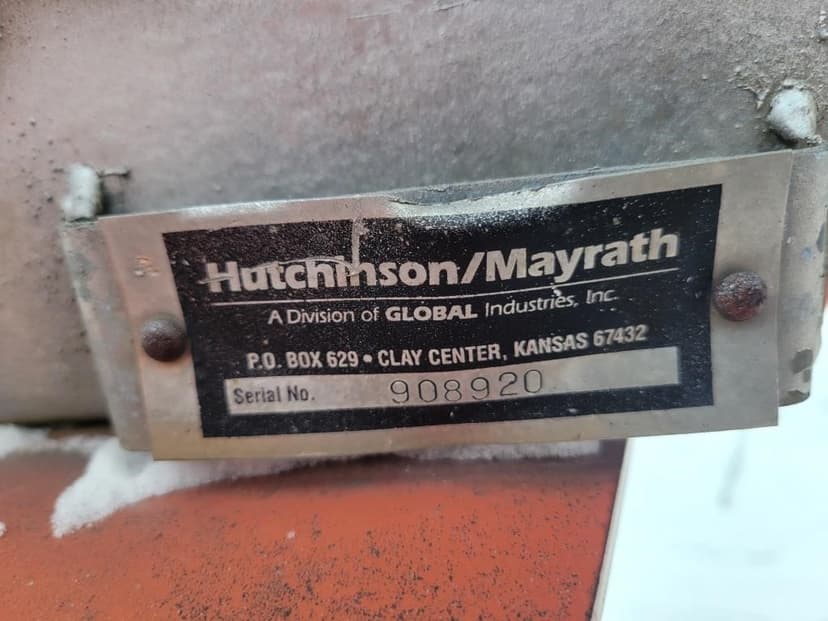 Hutchinson/Mayrath
A Division of GLOBAL Industries, Inc.
P.O. BOX 629 • CLAY CENTER, KANSAS 67432
Serial No. 908920